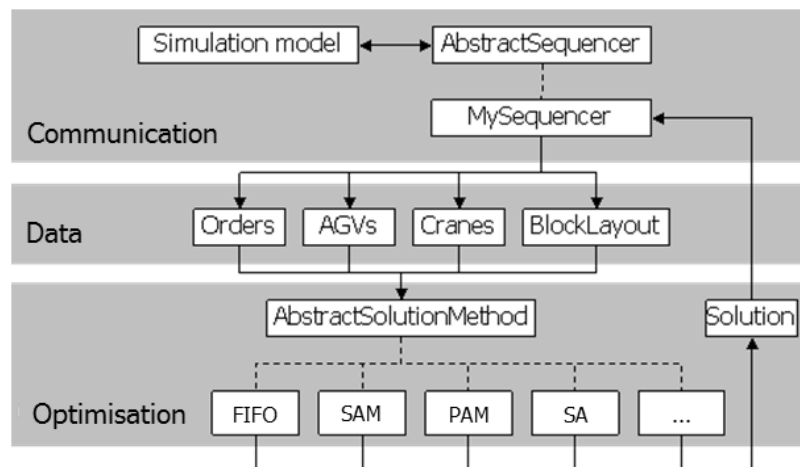 Simulation model
AbstractSequencer
MySequencer
Communication
Orders
AGVs
Cranes
BlockLayout
Data
AbstractSolutionMethod
Solution
FIFO
SAM
PAM
SA
...
Optimisation